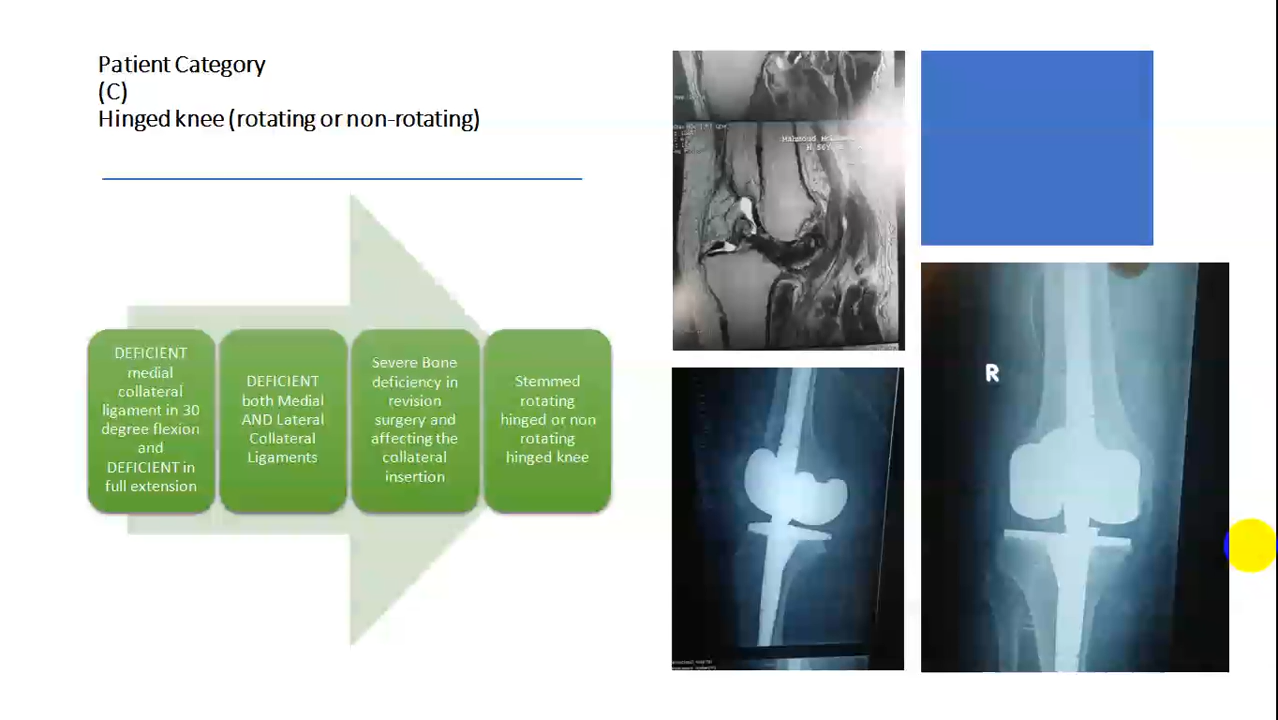 Patient Category
(C)
Hinged knee (rotating or non-rotating)
DEFICIENT
medial
collateral
ligament in 30
degree flexion
and
DEFICIENT in
full extension
DEFICIENT
both Medial
AND Lateral
Collateral
Ligaments
Severe Bone
deficiency in
revision
surgery and
affecting the
collateral
insertion
Stemmed
rotating
hinged or non
rotating
hinged knee
Mahmoud
R